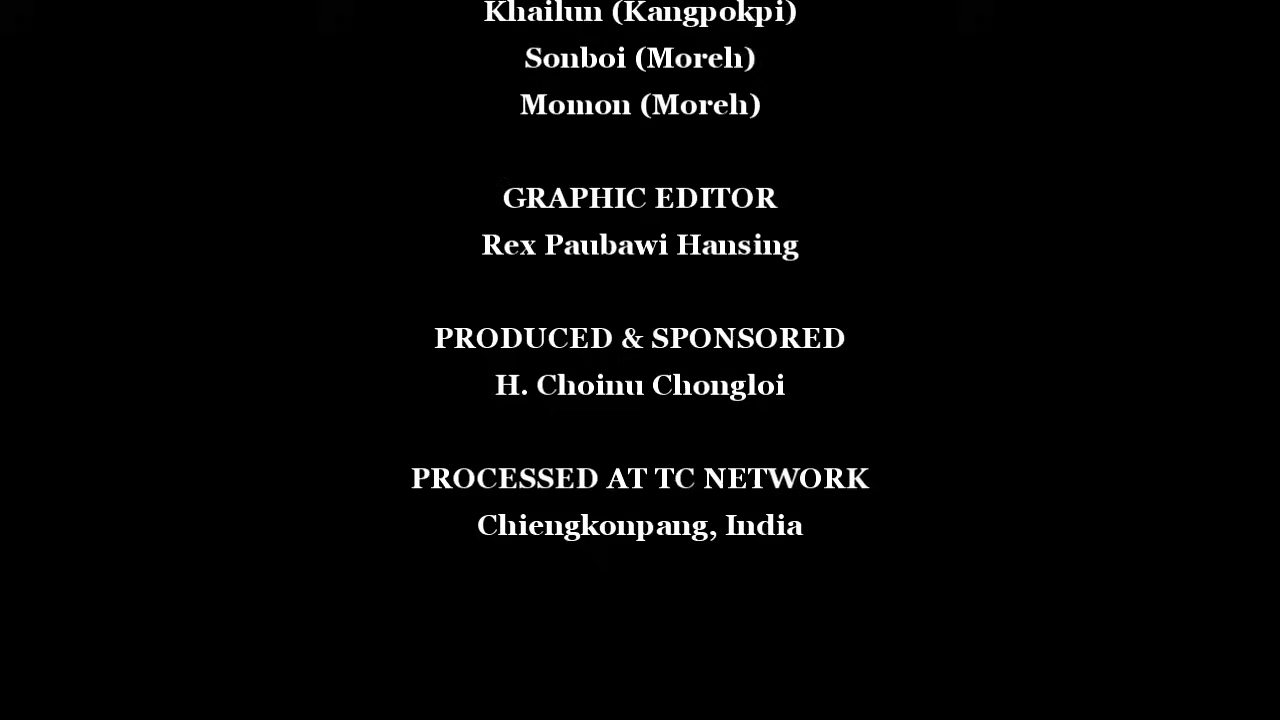 Khailun (Kangpokpi)
Sonboi (Moreh)
Momon (Moreh)
GRAPHIC EDITOR
Rex Paubawi Hansing
PRODUCED & SPONSORED
H. Choinu Chongloi
PROCESSED AT TC NETWORK
Chiengkonpang, India